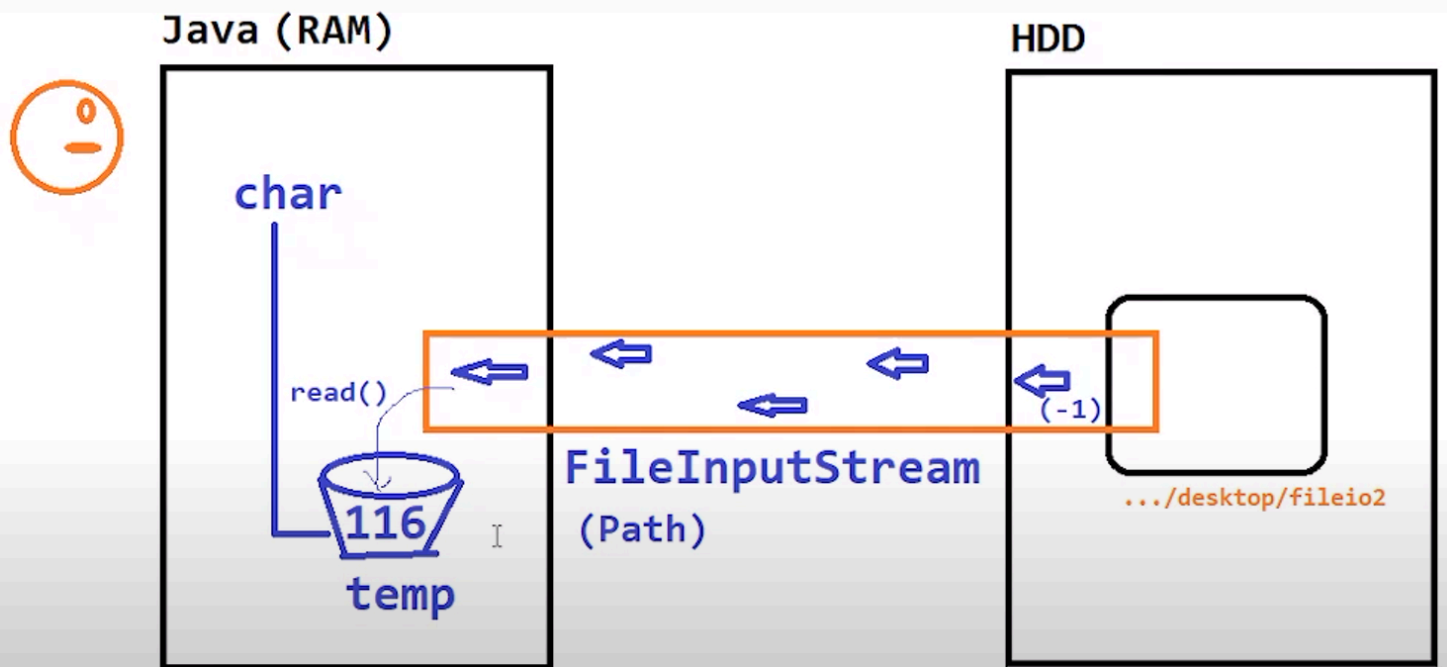 Java (RAM)
HDD
char
read()
(-1)
FileInputStream
(Path)
.../desktop/fileio2
116
temp